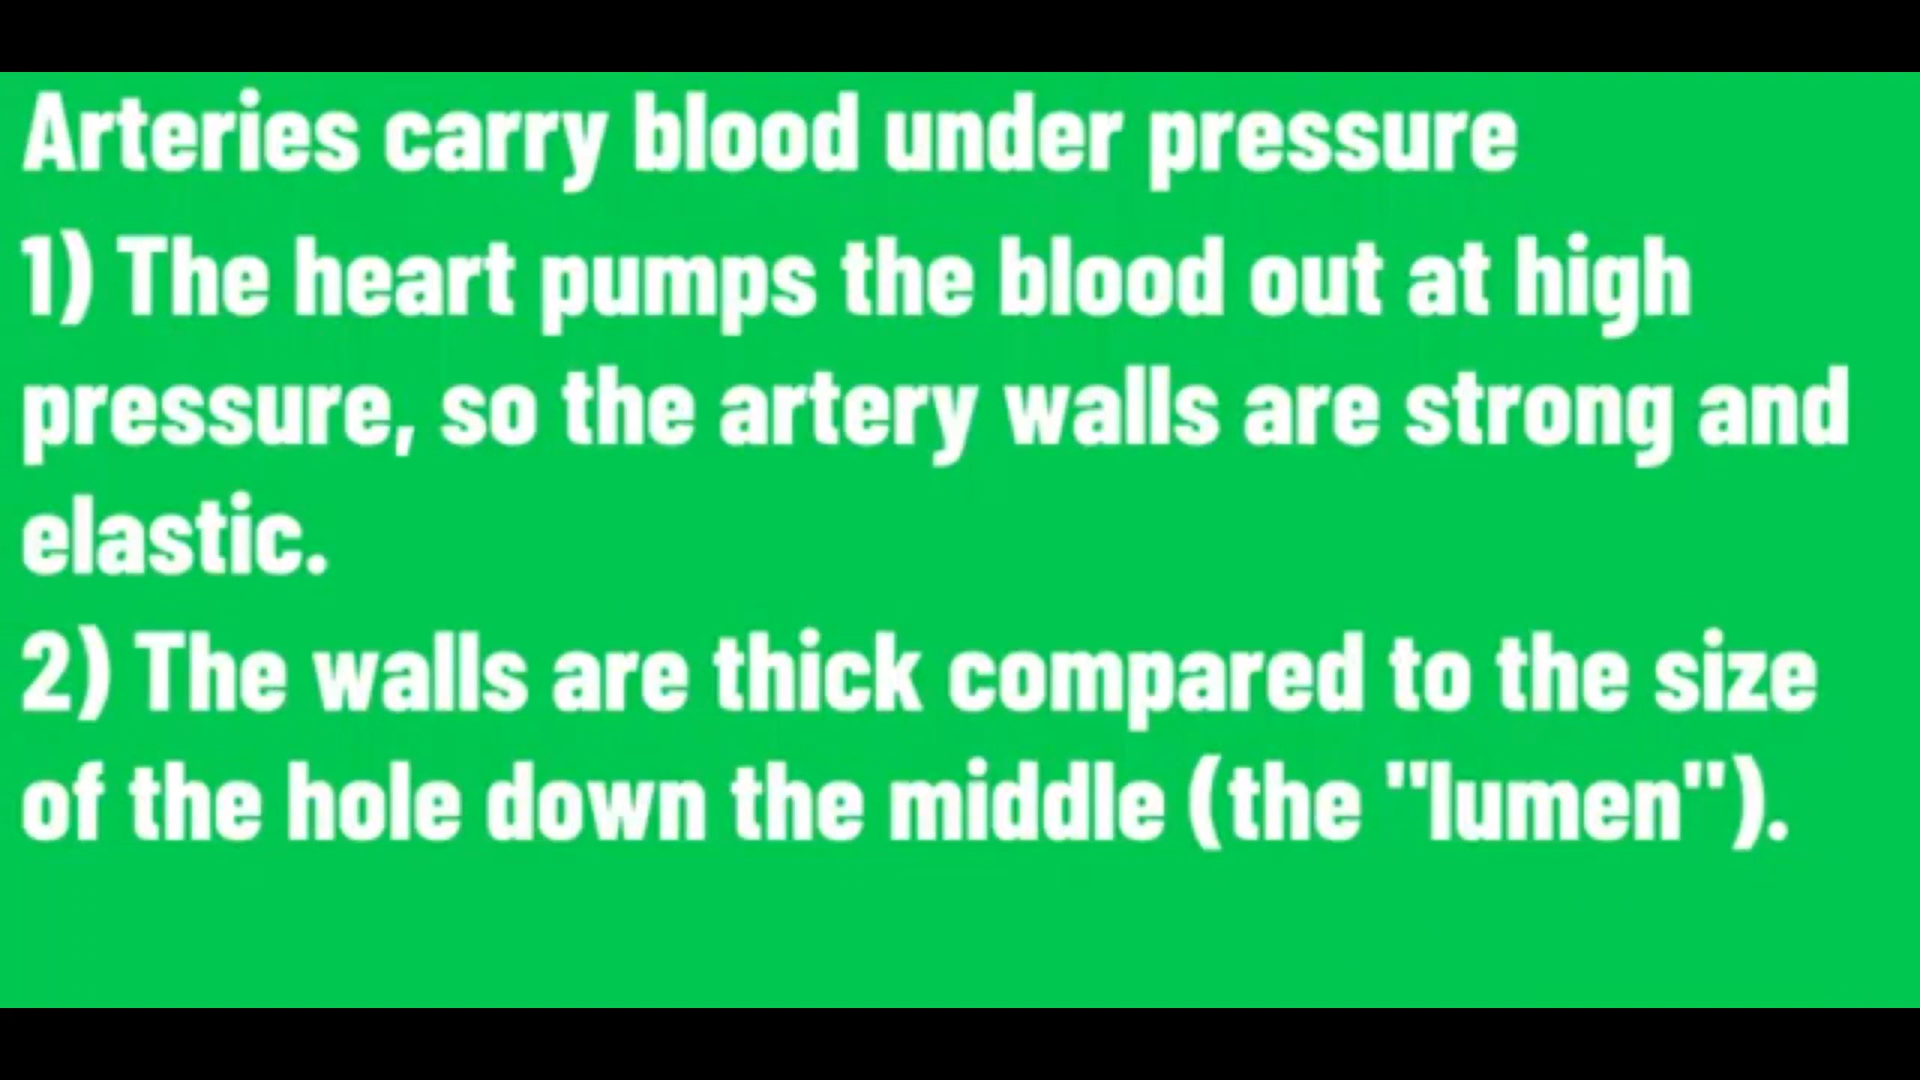 Arteries carry blood under pressure
1) The heart pumps the blood out at high
pressure, so the artery walls are strong and
elastic.
2) The walls are thick compared to the size
of the hole down the middle (the "lumen").